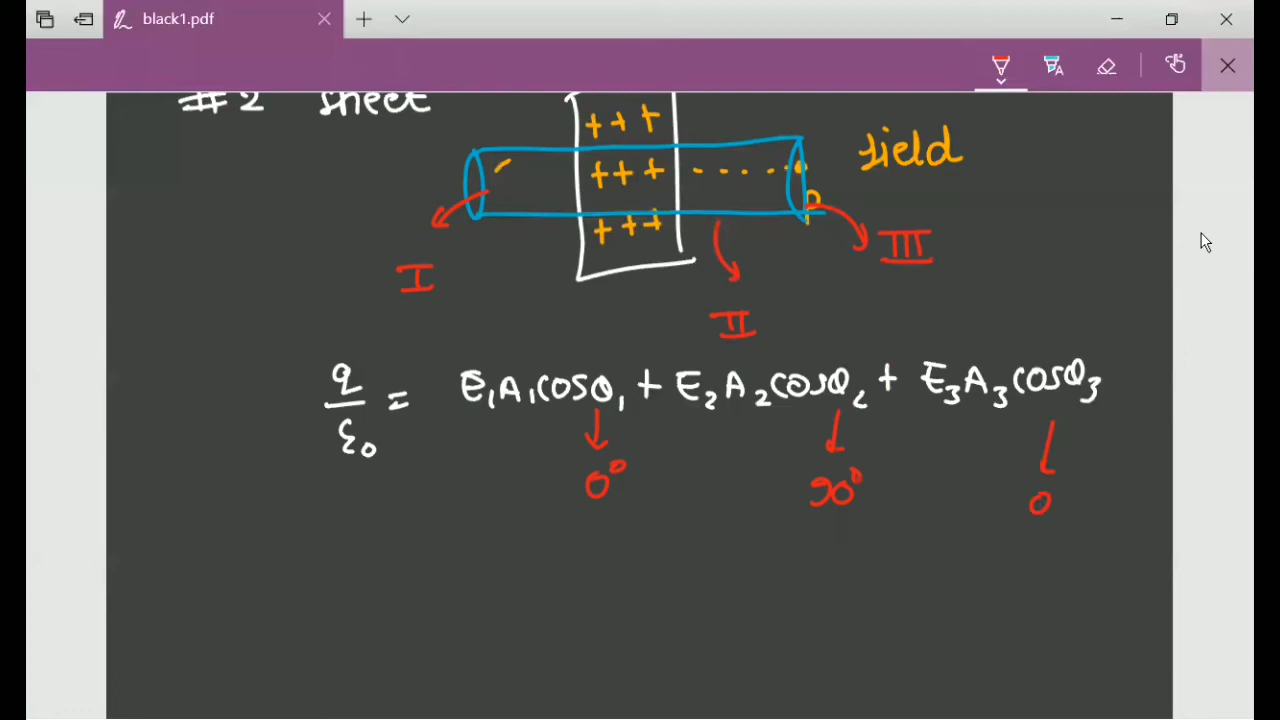 black1.pdf
#2 sheet
+ + +
field
+ + +
p
+ + +
III
I
II
q/ε₀ = E₁A₁cosθ₁ + E₂A₂cosθ₂ + E₃A₃cosθ₃
0° 90° 0